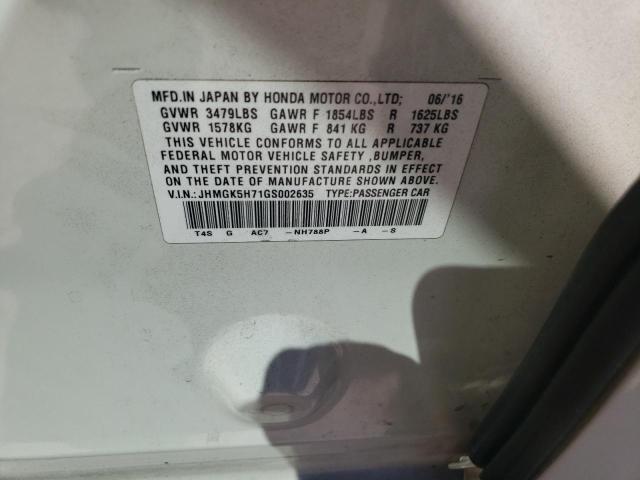 MFD.IN JAPAN BY HONDA MOTOR CO.,LTD; 06/'16
GVWR 3479LBS GAWR F 1854LBS R 1625LBS
GVWR 1578KG GAWR F 841 KG R 737 KG
THIS VEHICLE CONFORMS TO ALL APPLICABLE
FEDERAL MOTOR VEHICLE SAFETY ,BUMPER,
AND THEFT PREVENTION STANDARDS IN EFFECT
ON THE DATE OF MANUFACTURE SHOWN ABOVE.
V.I.N.: JHMGK5H71GS002635 TYPE:PASSENGER CAR
T4S G AC7 -NH788P -A -S